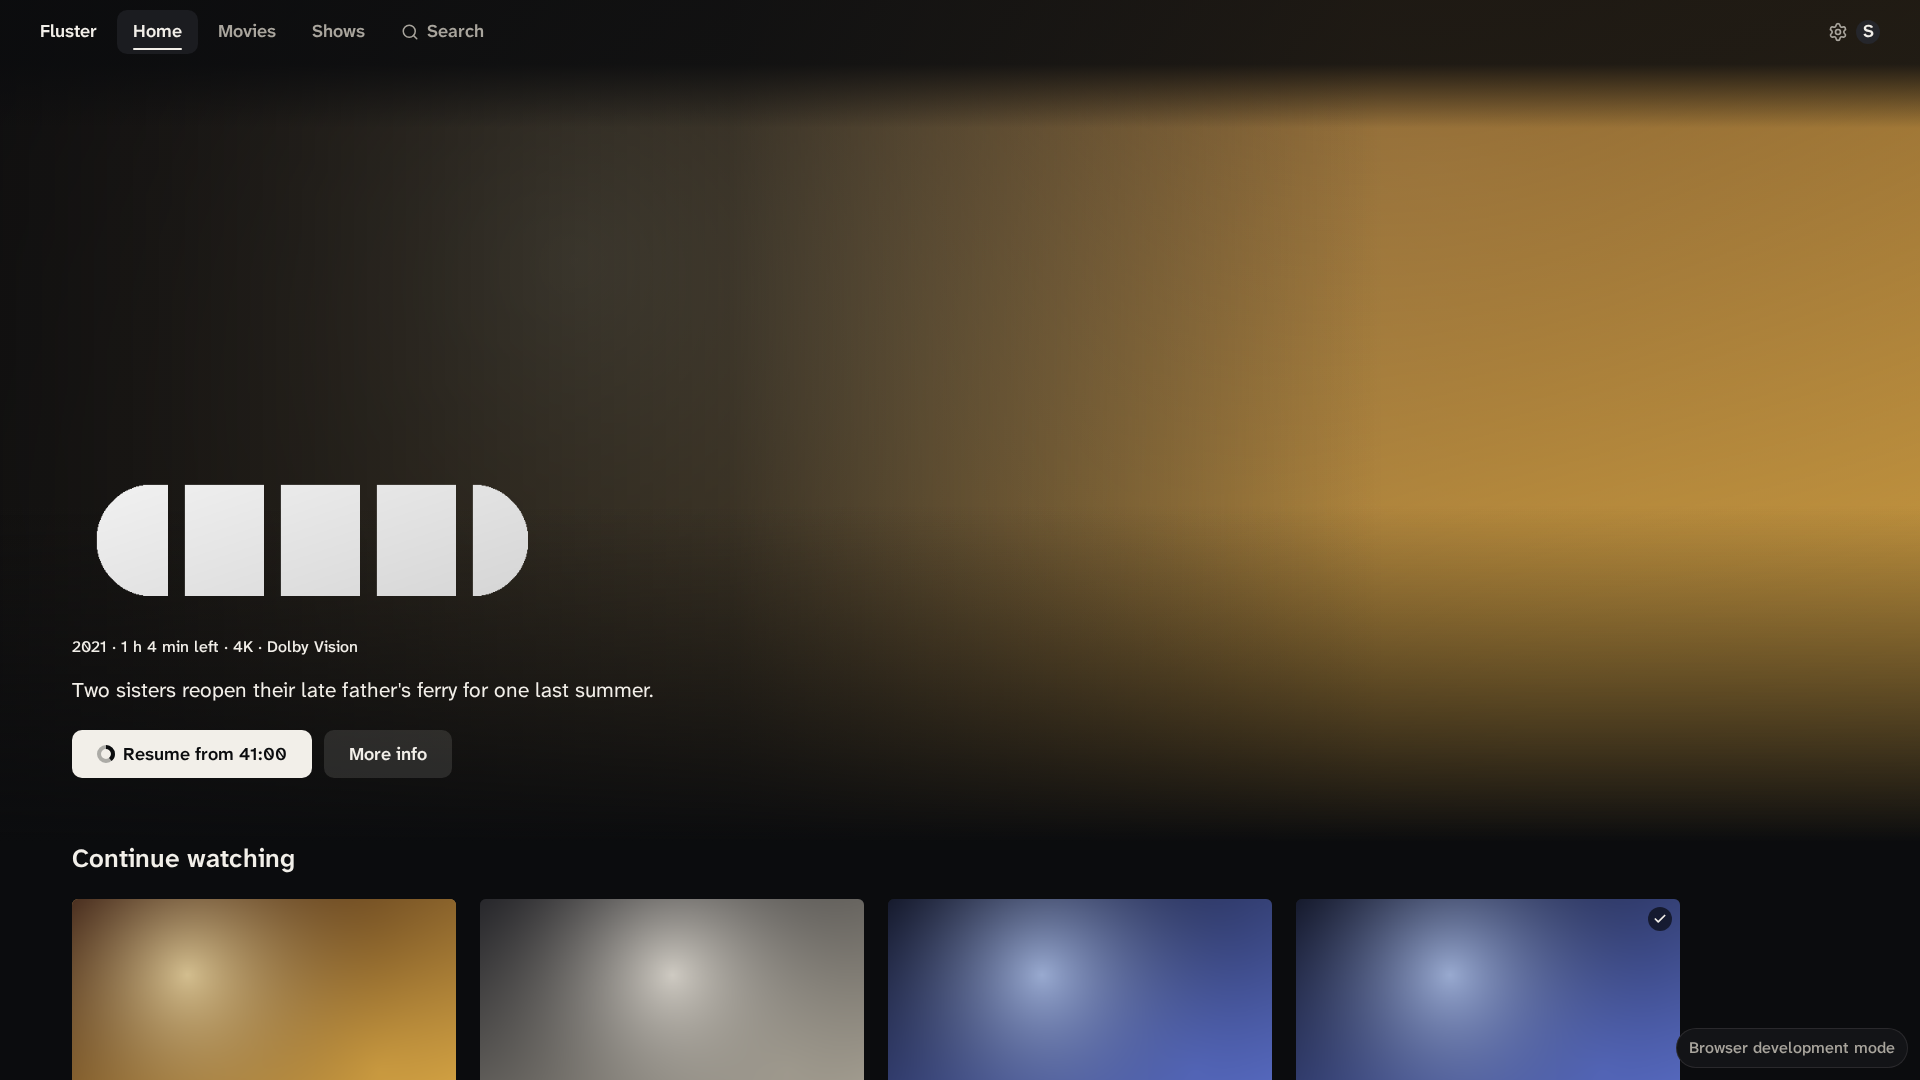 Fluster
Home
Movies
Shows
Search
S
2021 · 1 h 4 min left · 4K · Dolby Vision
Two sisters reopen their late father's ferry for one last summer.
Resume from 41:00
More info
Continue watching
Browser development mode